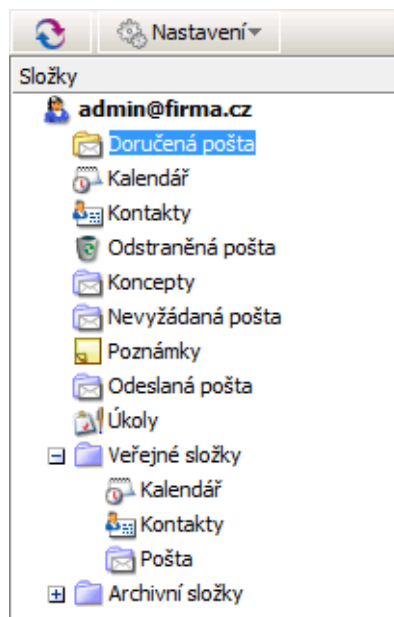 Nastavení
Složky
admin@firma.cz
Doručená pošta
Kalendář
Kontakty
Odstraněná pošta
Koncepty
Nevyžádaná pošta
Poznámky
Odeslaná pošta
Úkoly
Veřejné složky
Kalendář
Kontakty
Pošta
Archivní složky